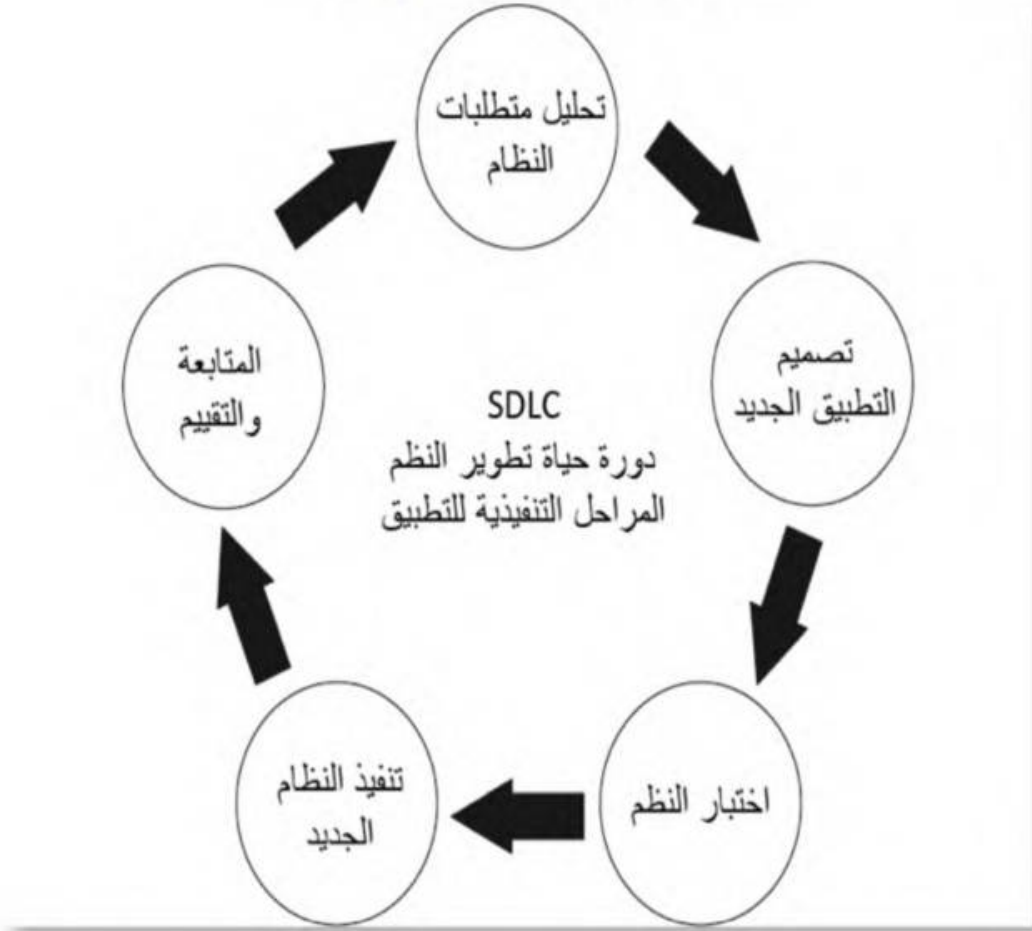 تحليل متطلبات
النظام
تصميم
التطبيق الجديد
اختبار النظم
تنفيذ النظام
الجديد
المتابعة
والتقييم
SDLC
دورة حياة تطوير النظم
المراحل التنفيذية للتطبيق